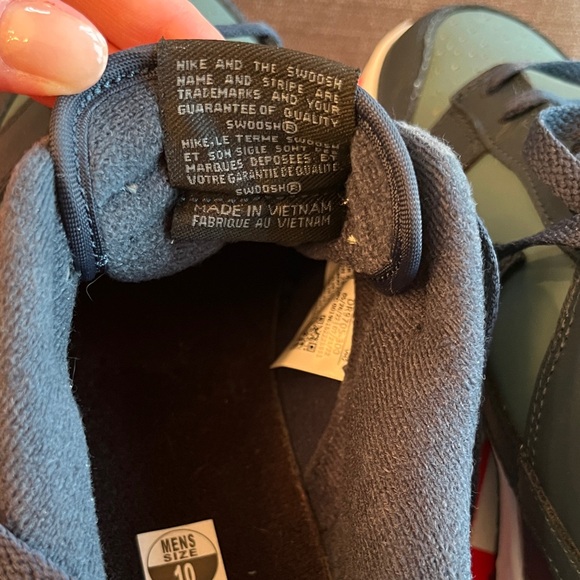 HIKE AND THE SWOOSH
NAME AND STRIPE ARE
TRADEMARKS AND YOUR
GUARANTEE OF QUALITY
SWOOSH®
HIKE, LE TERME SWOOSH
ET SON SIGLE SONT
MARQUES DEPOSEES ET
VOTRE GARANTIE DE QUALITE
SWOOSH®
MADE IN VIETNAM
FABRIQUE AU VIETNAM
MENS
SIZE
10